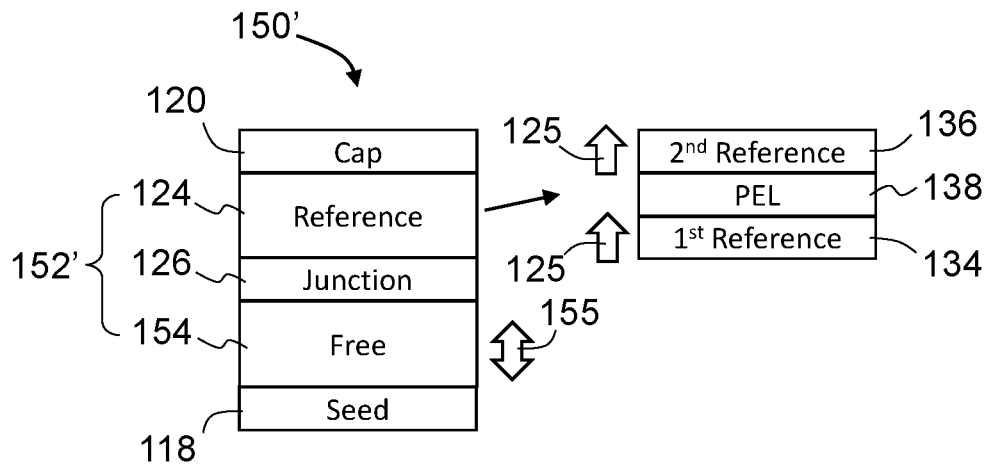 150’
120
Cap
125
2nd Reference
136
124
Reference
PEL
138
152’
126
Junction
125
1st Reference
134
154
Free
155
Seed
118